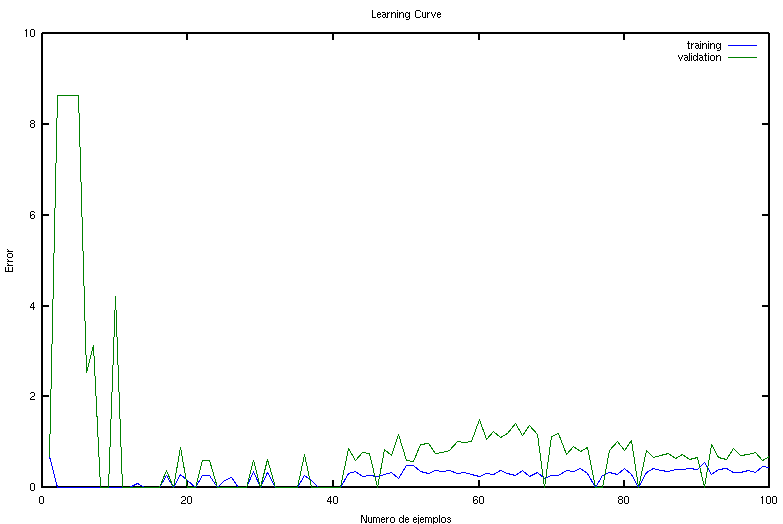 Learning Curve
10
training
validation
8
6
Error
4
2
0
0 20 40 60 80 100
Numero de ejemplos